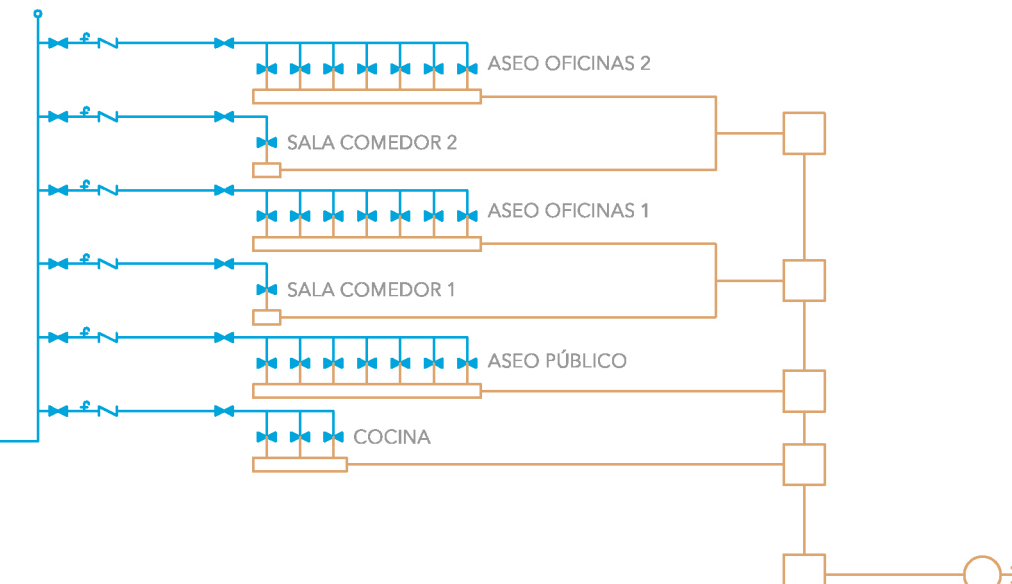 ASEO OFICINAS 2
SALA COMEDOR 2
ASEO OFICINAS 1
SALA COMEDOR 1
ASEO PÚBLICO
COCINA